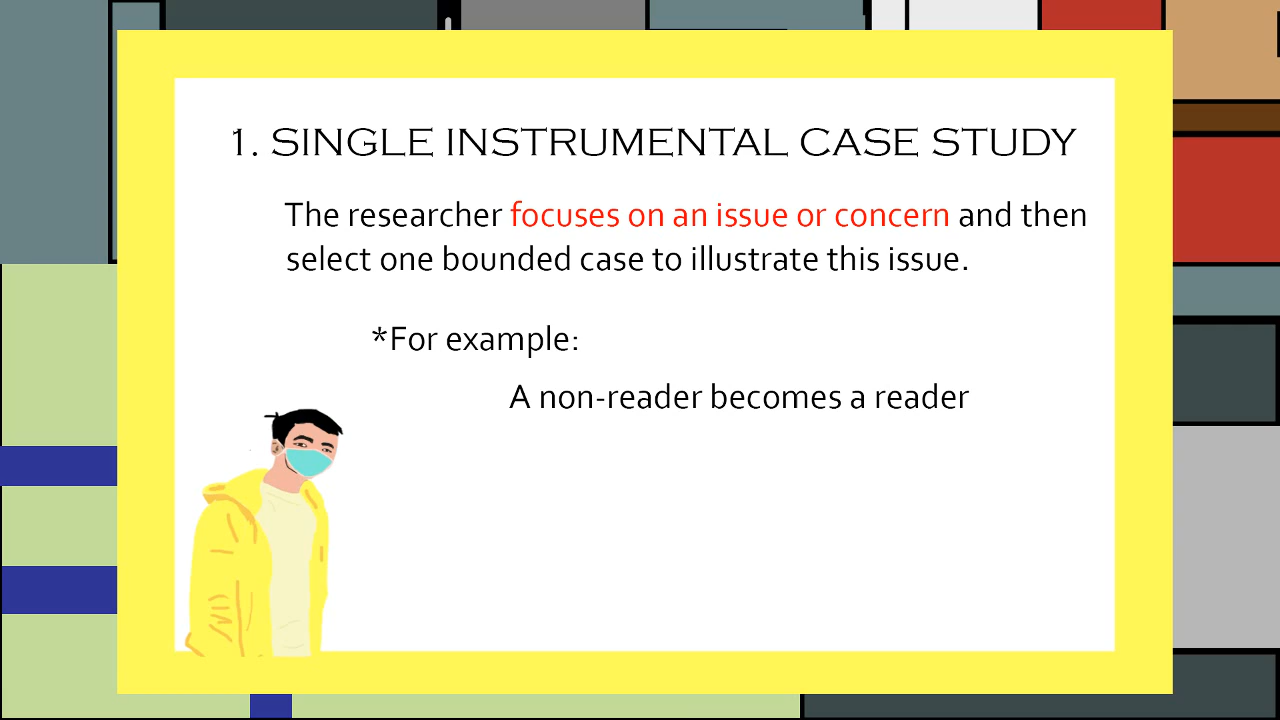 1. SINGLE INSTRUMENTAL CASE STUDY
The researcher focuses on an issue or concern and then
select one bounded case to illustrate this issue.
*For example:
A non-reader becomes a reader